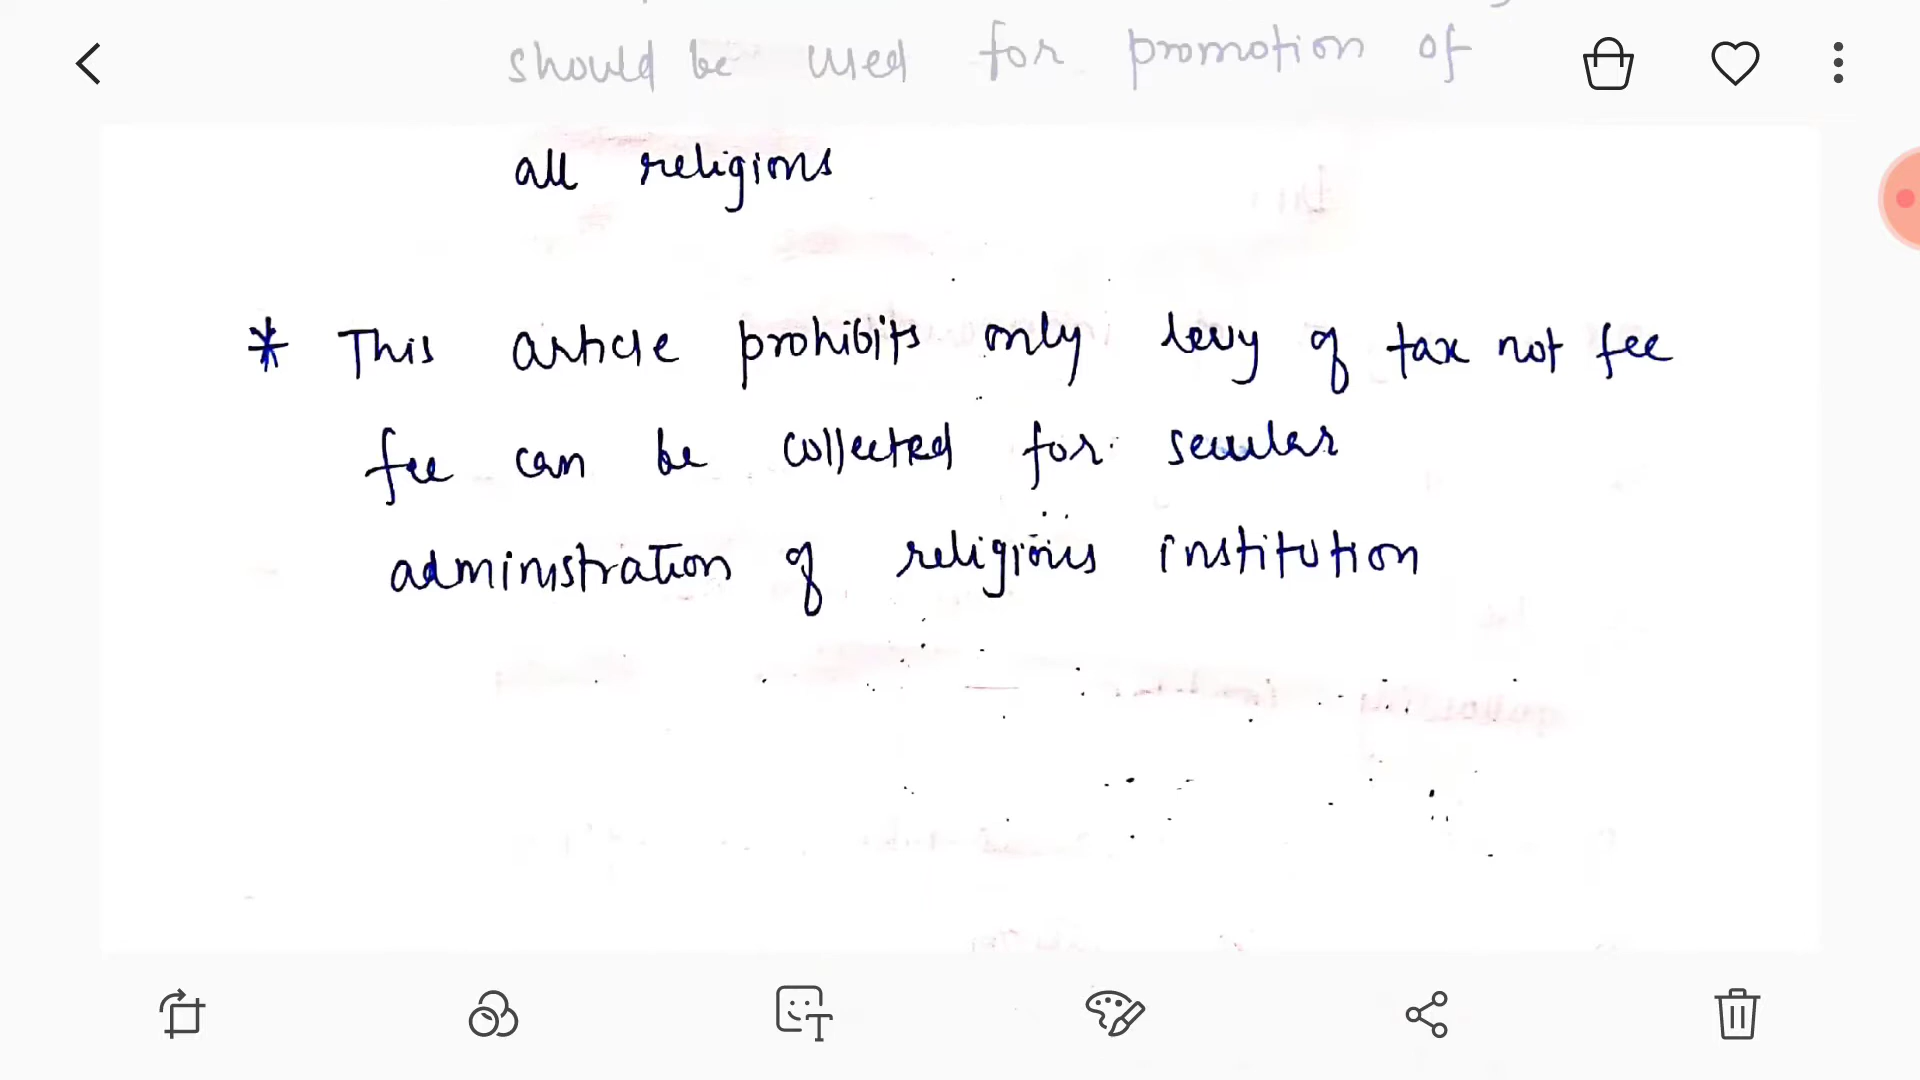 should be used for promotion of
all religions
* This article prohibits only levy of tax not fee
fee can be collected for secular
administration of religious institution